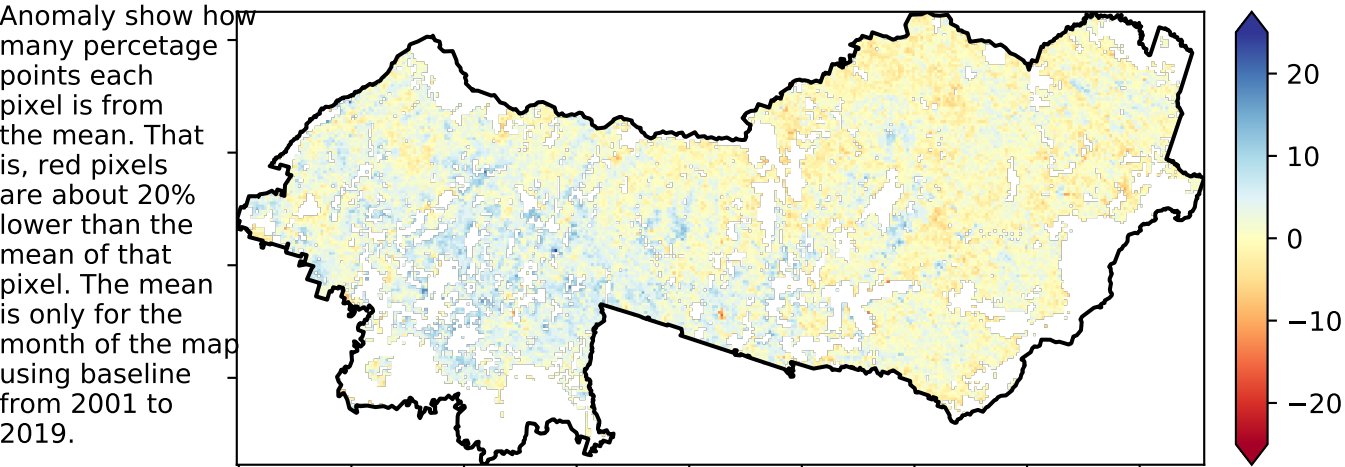 Anomaly show how
many percetage
points each
pixel is from
the mean. That
is, red pixels
are about 20%
lower than the
mean of that
pixel. The mean
is only for the
month of the map
using baseline
from 2001 to
2019.
20
10
0
−10
−20